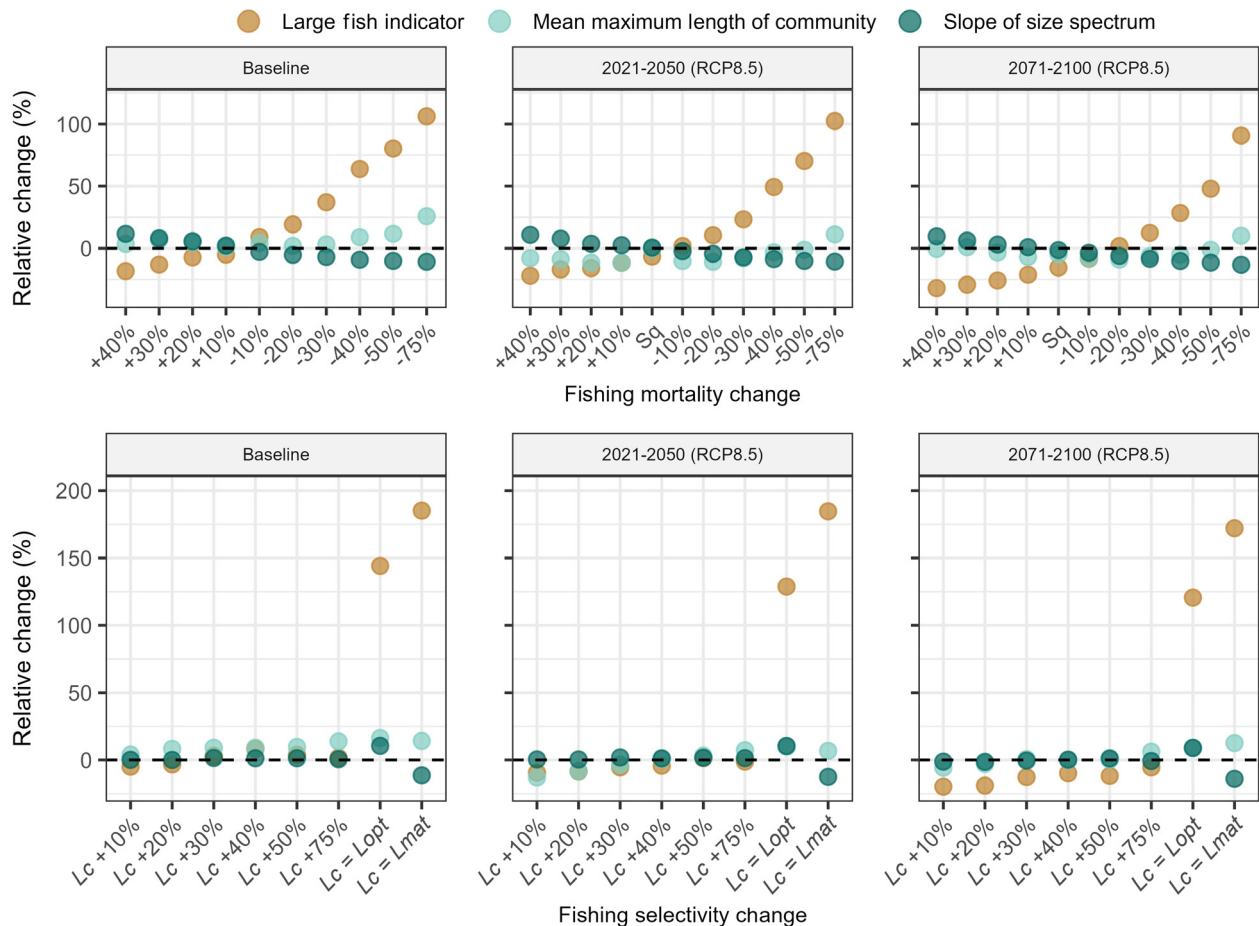 Large fish indicator Mean maximum length of community Slope of size spectrum
Baseline 2021-2050 (RCP8.5) 2071-2100 (RCP8.5)
Relative change (%)
100
50
0
+40% +30% +20% +10% -10% -20% -30% -40% -50% -75%
+40% +30% +20% +10% Sq -10% -20% -30% -40% -50% -75%
+40% +30% +20% +10% Sq -10% -20% -30% -40% -50% -75%
Fishing mortality change
Baseline 2021-2050 (RCP8.5) 2071-2100 (RCP8.5)
Relative change (%)
200
150
100
50
0
Lc +10% Lc +20% Lc +30% Lc +40% Lc +50% Lc +75% Lc = Lopt Lc = Lmat
Lc +10% Lc +20% Lc +30% Lc +40% Lc +50% Lc +75% Lc = Lopt Lc = Lmat
Lc +10% Lc +20% Lc +30% Lc +40% Lc +50% Lc +75% Lc = Lopt Lc = Lmat
Fishing selectivity change